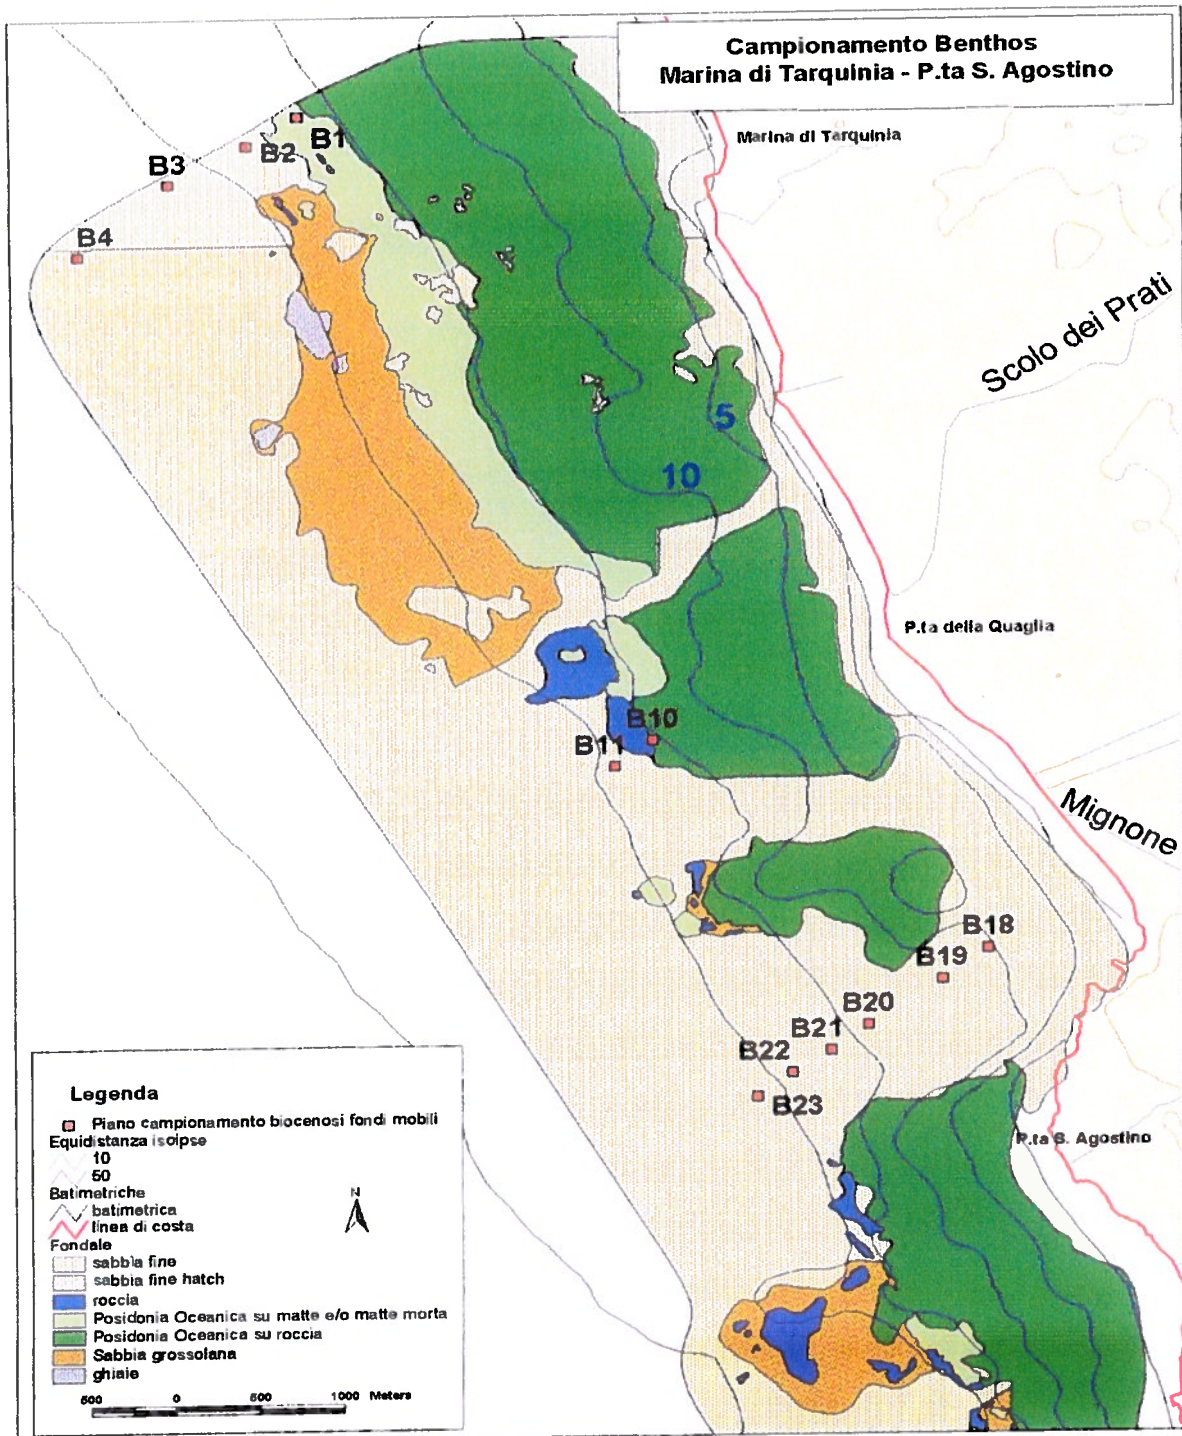 Campionamento Benthos
Marina di Tarquinia - P.ta S. Agostino
Marina di Tarquinia
B1
B2
B3
B4
Scolo dei Prati
5
10
P.ta della Quaglia
B10
B11
Mignone
B18
B19
B20
B21
B22
B23
P.ta S. Agostino
Legenda
Piano campionamento biocenosi fondi mobili
Equidistanza isoipse
10
50
Batimetriche
batimetrica
linea di costa
Fondale
sabbia fine
sabbia fine hatch
roccia
Posidonia Oceanica su matte e/o matte morta
Posidonia Oceanica su roccia
Sabbia grossolana
ghiaie
N
500 0 500 1000 Meters